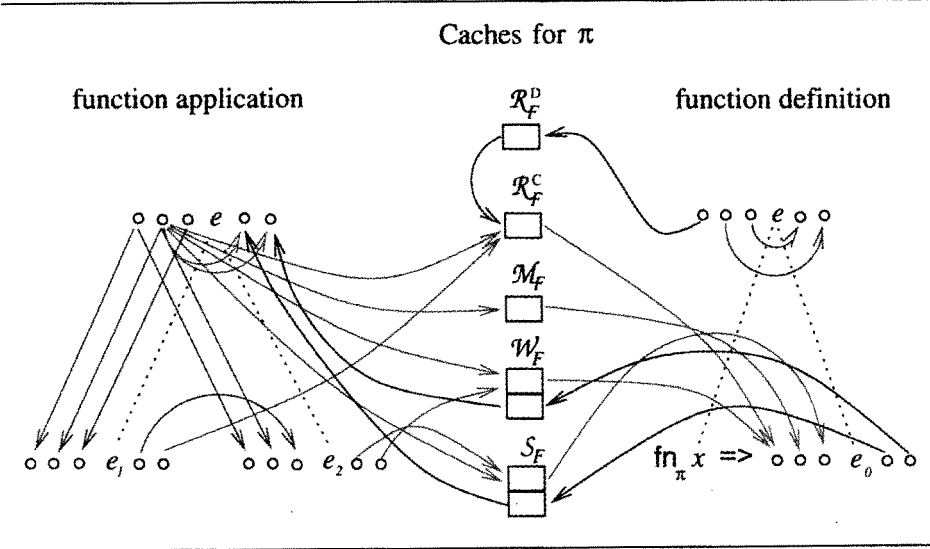 Caches for π
function application
function definition
ℛ_F^D
ℛ_F^C
e
e
ℳ_F
𝒲_F
𝒮_F
e_1
e_2
fn_π x => e_0